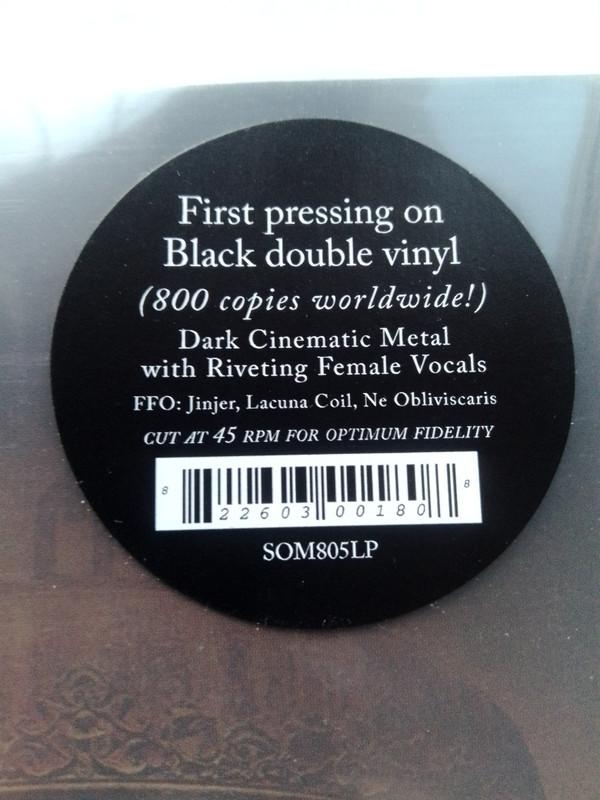 First pressing on
Black double vinyl
(800 copies worldwide!)
Dark Cinematic Metal
with Riveting Female Vocals
FFO: Jinjer, Lacuna Coil, Ne Obliviscaris
CUT AT 45 RPM FOR OPTIMUM FIDELITY
8 22603 00180 8
SOM805LP